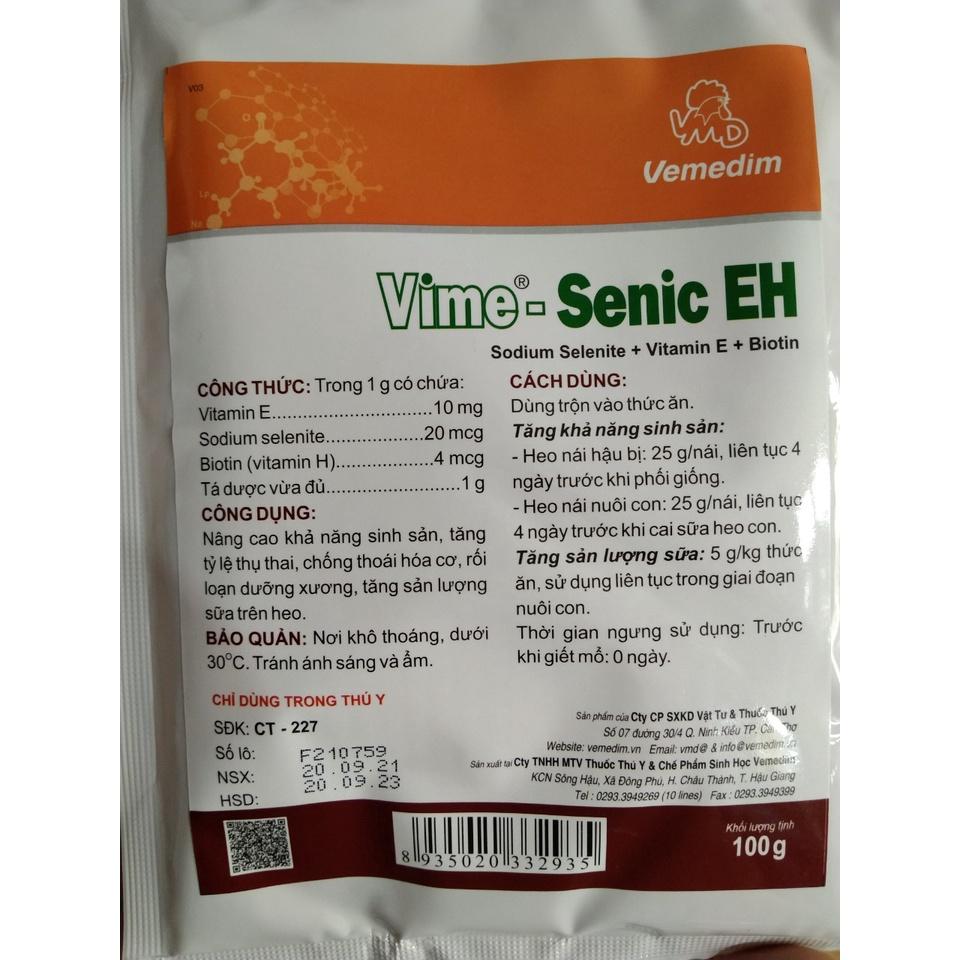 V03
VMD
Vemedim
Vime® - Senic EH
Sodium Selenite + Vitamin E + Biotin
CÔNG THỨC: Trong 1 g có chứa:
Vitamin E................................10 mg
Sodium selenite...................20 mcg
Biotin (vitamin H)...................4 mcg
Tá dược vừa đủ...........................1 g
CÔNG DỤNG:
Nâng cao khả năng sinh sản, tăng
tỷ lệ thụ thai, chống thoái hóa cơ, rối
loạn dưỡng xương, tăng sản lượng
sữa trên heo.
BẢO QUẢN: Nơi khô thoáng, dưới
30°C. Tránh ánh sáng và ẩm.
CÁCH DÙNG:
Dùng trộn vào thức ăn.
Tăng khả năng sinh sản:
- Heo nái hậu bị: 25 g/nái, liên tục 4
ngày trước khi phối giống.
- Heo nái nuôi con: 25 g/nái, liên tục
4 ngày trước khi cai sữa heo con.
Tăng sản lượng sữa: 5 g/kg thức
ăn, sử dụng liên tục trong giai đoạn
nuôi con.
Thời gian ngưng sử dụng: Trước
khi giết mổ: 0 ngày.
CHỈ DÙNG TRONG THÚ Y
SĐK: CT - 227
Số lô: F210759
NSX: 20.09.21
HSD: 20.09.23
Sản phẩm của Cty CP SXKD Vật Tư & Thuốc Thú Y
Số 07 đường 30/4 Q. Ninh Kiều TP. Cần Thơ
Website: vemedim.vn Email: vmd@ & info@vemedim.vn
Sản xuất tại Cty TNHH MTV Thuốc Thú Y & Chế Phẩm Sinh Học Vemedim
KCN Sông Hậu, Xã Đông Phú, H. Châu Thành, T. Hậu Giang
Tel : 0293.3949269 (10 lines) Fax : 0293.3949399
8 935020 332935
Khối lượng tịnh
100 g